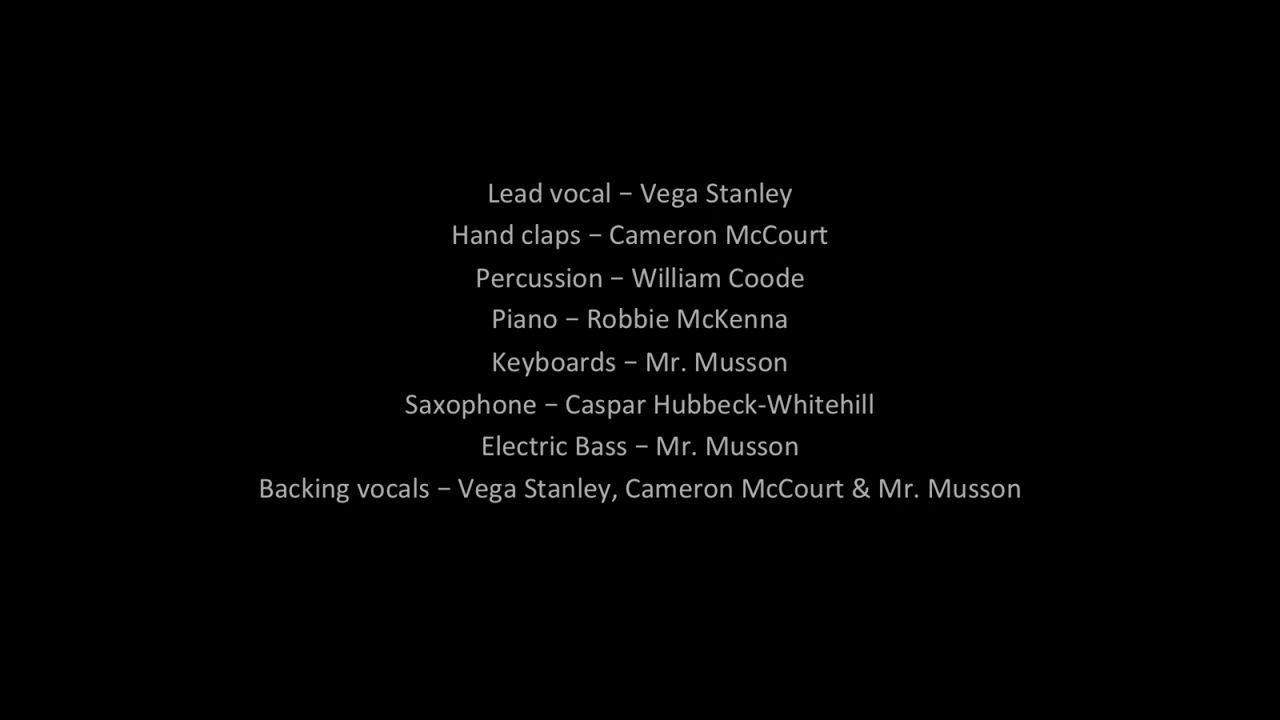 Lead vocal – Vega Stanley
Hand claps – Cameron McCourt
Percussion – William Coode
Piano – Robbie McKenna
Keyboards – Mr. Musson
Saxophone – Caspar Hubbeck-Whitehill
Electric Bass – Mr. Musson
Backing vocals – Vega Stanley, Cameron McCourt & Mr. Musson